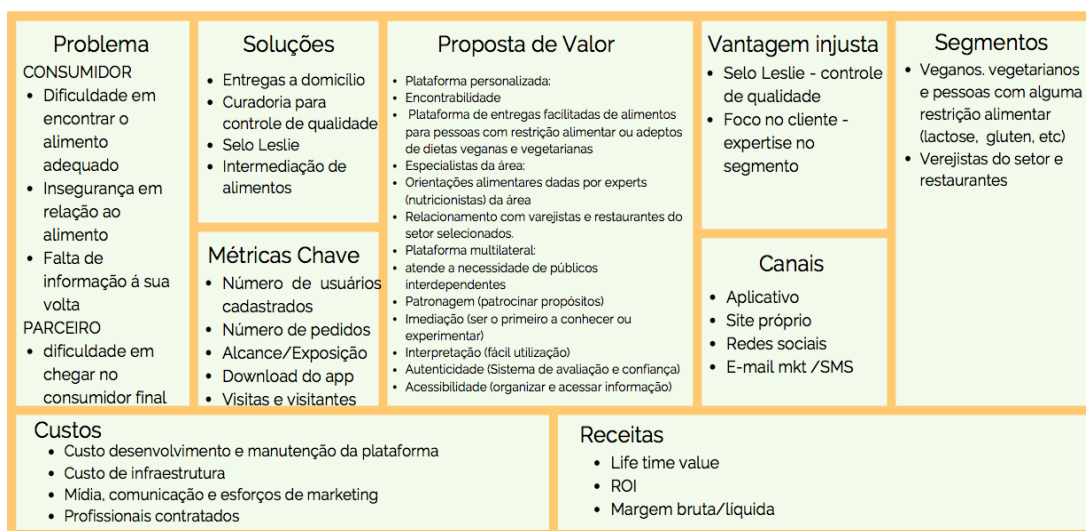 Problema
CONSUMIDOR
• Dificuldade em
encontrar o
alimento
adequado
• Insegurança em
relação ao
alimento
• Falta de
informação á sua
volta
PARCEIRO
• dificuldade em
chegar no
consumidor final
Soluções
• Entregas a domicílio
• Curadoria para
controle de qualidade
• Selo Leslie
• Intermediação de
alimentos
Métricas Chave
• Número de usuários
cadastrados
• Número de pedidos
• Alcance/Exposição
• Download do app
• Visitas e visitantes
Proposta de Valor
• Plataforma personalizada:
• Encontrabilidade
• Plataforma de entregas facilitadas de alimentos
para pessoas com restrição alimentar ou adeptos
de dietas veganas e vegetarianas
• Especialistas da área:
• Orientações alimentares dadas por experts
(nutricionistas) da área
• Relacionamento com varejistas e restaurantes do
setor selecionados.
• Plataforma multilateral:
• atende a necessidade de públicos
interdependentes
• Patronagem (patrocinar propósitos)
• Imediação (ser o primeiro a conhecer ou
experimentar)
• Interpretação (fácil utilização)
• Autenticidade (Sistema de avaliação e confiança)
• Acessibilidade (organizar e acessar informação)
Vantagem injusta
• Selo Leslie - controle
de qualidade
• Foco no cliente -
expertise no
segmento
Canais
• Aplicativo
• Site próprio
• Redes sociais
• E-mail mkt /SMS
Segmentos
• Veganos. vegetarianos
e pessoas com alguma
restrição alimentar
(lactose, gluten, etc)
• Verejistas do setor e
restaurantes
Custos
• Custo desenvolvimento e manutenção da plataforma
• Custo de infraestrutura
• Mídia, comunicação e esforços de marketing
• Profissionais contratados
Receitas
• Life time value
• ROI
• Margem bruta/líquida